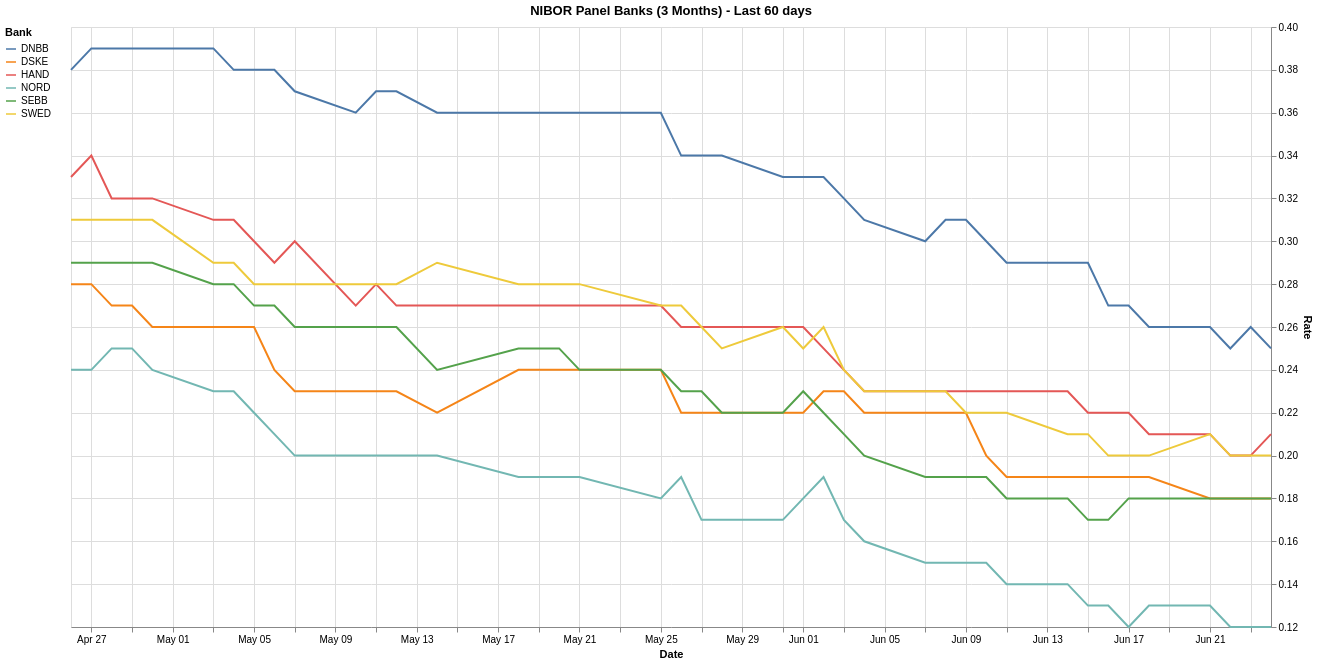 NIBOR Panel Banks (3 Months) - Last 60 days
Bank
DNBB
DSKE
HAND
NORD
SEBB
SWED
0.40
0.38
0.36
0.34
0.32
0.30
0.28
0.26
0.24
0.22
0.20
0.18
0.16
0.14
0.12
Rate
Apr 27 May 01 May 05 May 09 May 13 May 17 May 21 May 25 May 29 Jun 01 Jun 05 Jun 09 Jun 13 Jun 17 Jun 21
Date